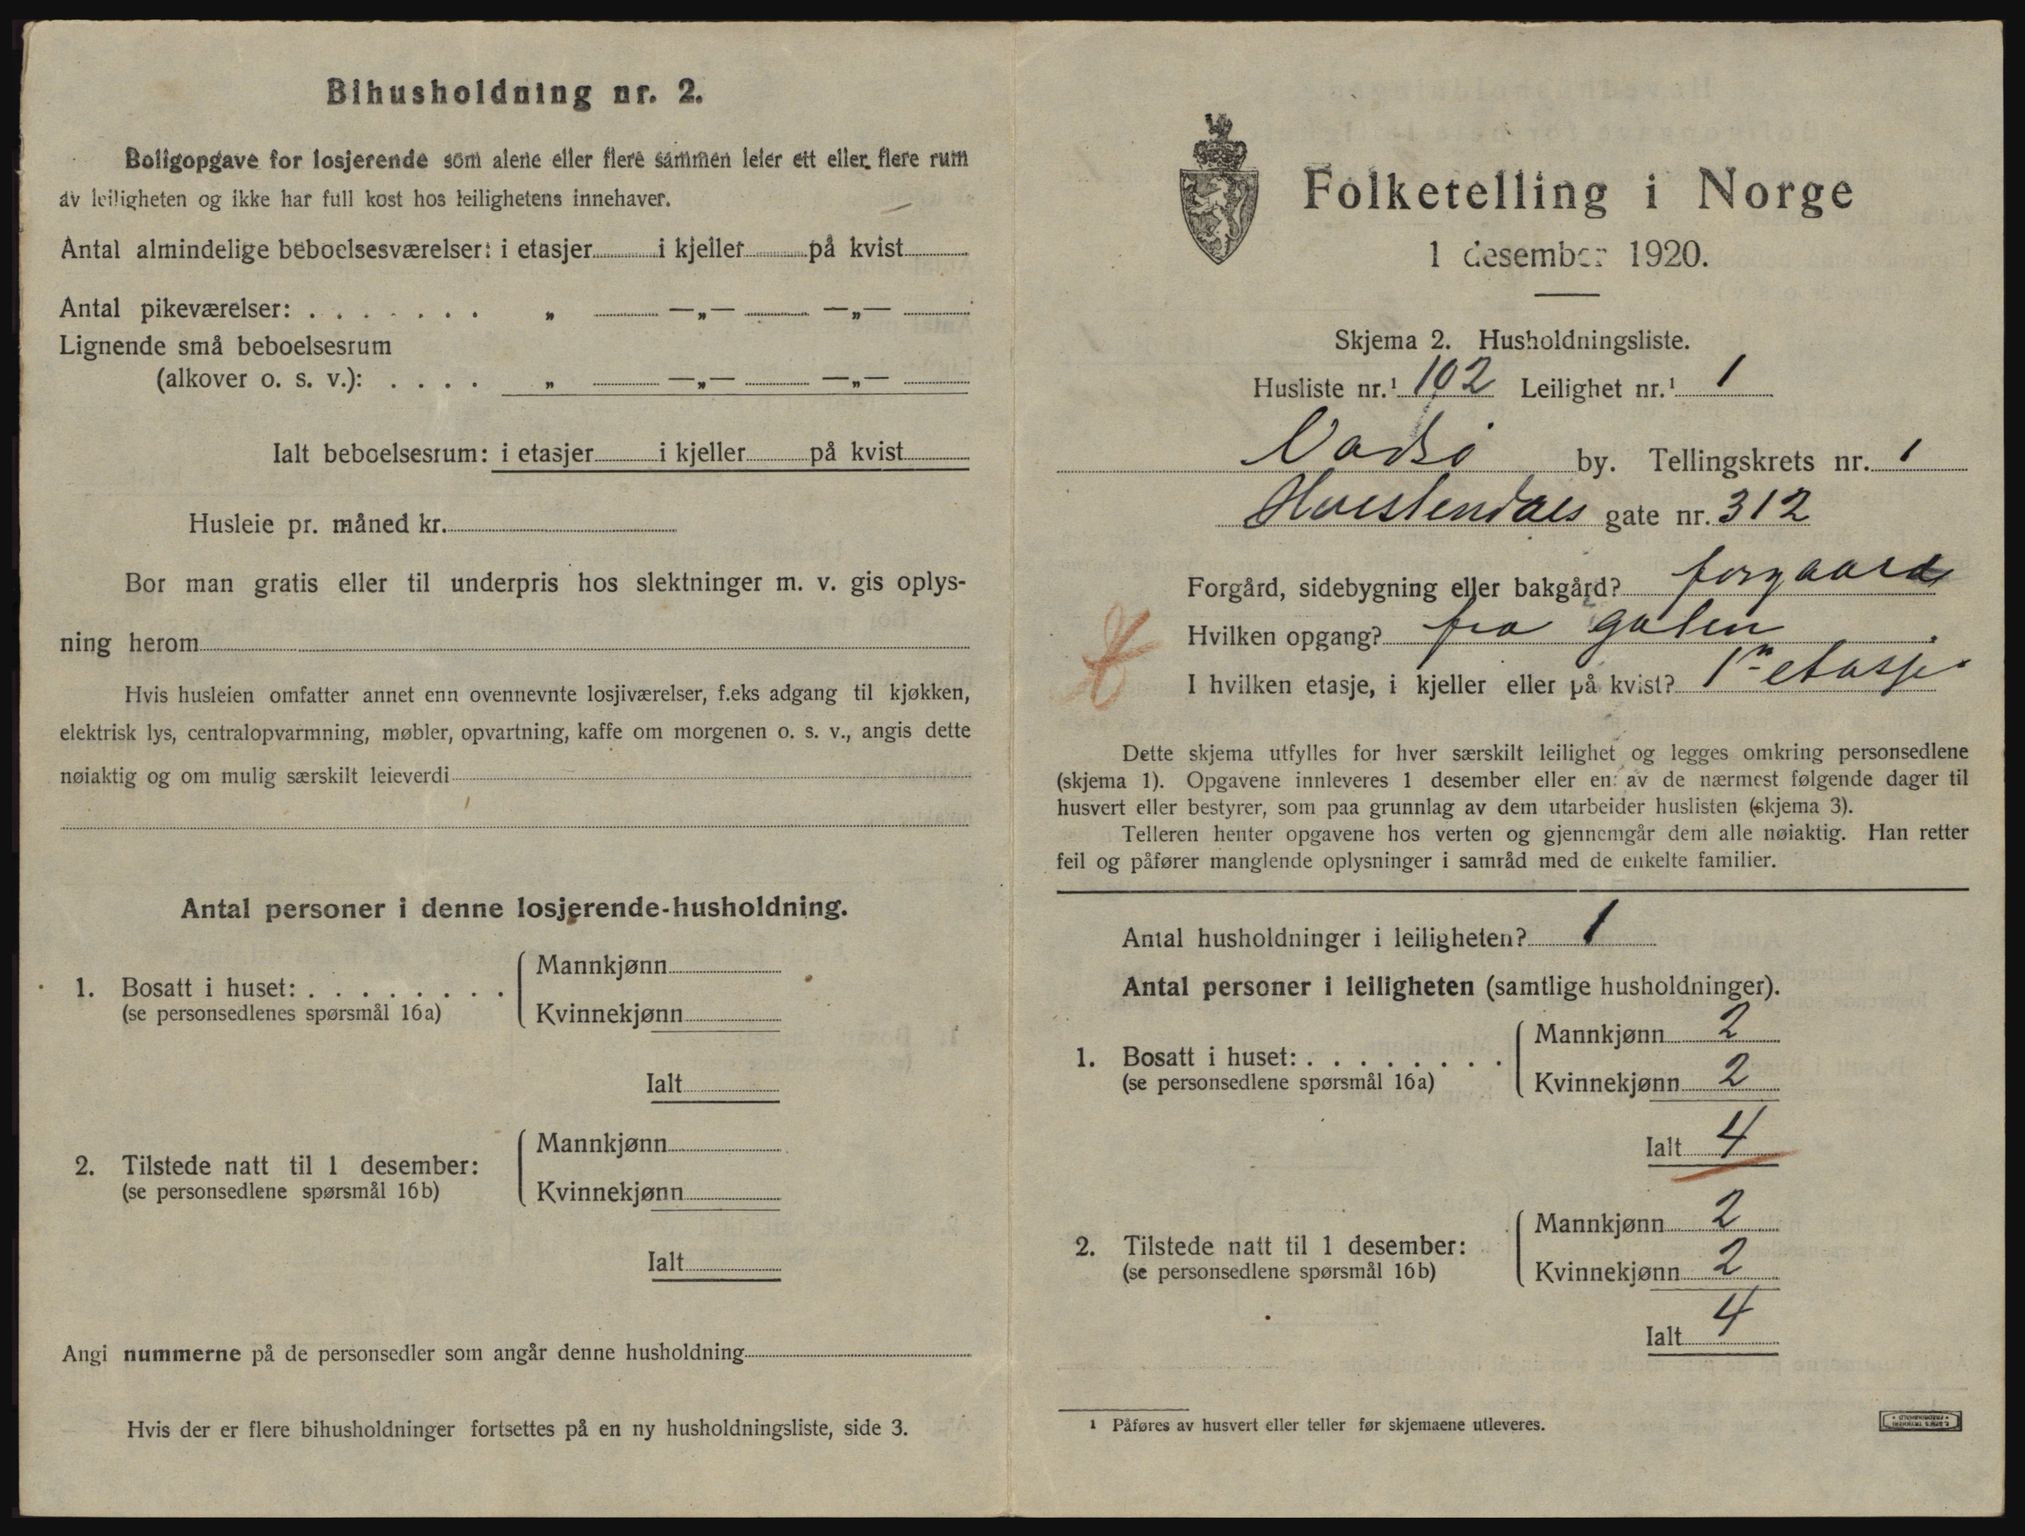 Bihusholdning nr. 2.
Boligopgave for losjerende som alene eller flere sammen leier ett eller flere rum
av leiligheten og ikke har full kost hos leilighetens innehaver.
Antal almindelige beboelsesværelser: i etasjer i kjeller på kvist
Antal pikeværelser: . . . . . . . „ —„— —„—
Lignende små beboelsesrum
(alkover o. s. v.): . . . . „ —„— —„—
Ialt beboelsesrum: i etasjer i kjeller på kvist
Husleie pr. måned kr.
Bor man gratis eller til underpris hos slektninger m. v. gis oplys-
ning herom
Hvis husleien omfatter annet enn ovennevnte losjiværelser, f.eks adgang til kjøkken,
elektrisk lys, centralopvarmning, møbler, opvartning, kaffe om morgenen o. s. v., angis dette
nøiaktig og om mulig særskilt leieverdi
Antal personer i denne losjerende-husholdning.
Mannkjønn
1. Bosatt i huset: . . . . . . . .
(se personsedlenes spørsmål 16a)
Kvinnekjønn
Ialt
Mannkjønn
2. Tilstede natt til 1 desember:
(se personsedlene spørsmål 16b)
Kvinnekjønn
Ialt
Angi nummerne på de personsedler som angår denne husholdning
Hvis der er flere bihusholdninger fortsettes på en ny husholdningsliste, side 3.
Folketelling i Norge
1 desember 1920.
Skjema 2. Husholdningsliste.
Husliste nr.¹ 102 Leilighet nr.¹ 1
Vadsö by. Tellingskrets nr. 1
gate nr. 312
Forgård, sidebygning eller bakgård? forgaard
Hvilken opgang? fra gaten
I hvilken etasje, i kjeller eller på kvist? 1ⁿ etasje
Dette skjema utfylles for hver særskilt leilighet og legges omkring personsedlene
(skjema 1). Opgavene innleveres 1 desember eller en av de nærmest følgende dager til
husvert eller bestyrer, som paa grunnlag av dem utarbeider huslisten (skjema 3).
Telleren henter opgavene hos verten og gjennemgår dem alle nøiaktig. Han retter
feil og påfører manglende oplysninger i samråd med de enkelte familier.
Antal husholdninger i leiligheten? 1
Antal personer i leiligheten (samtlige husholdninger).
Mannkjønn 2
1. Bosatt i huset: . . . . . . . .
(se personsedlene spørsmål 16a)
Kvinnekjønn 2
Ialt 4
Mannkjønn 2
2. Tilstede natt til 1 desember:
(se personsedlene spørsmål 16b)
Kvinnekjønn 2
Ialt 4
¹ Påføres av husvert eller teller før skjemaene utleveres.